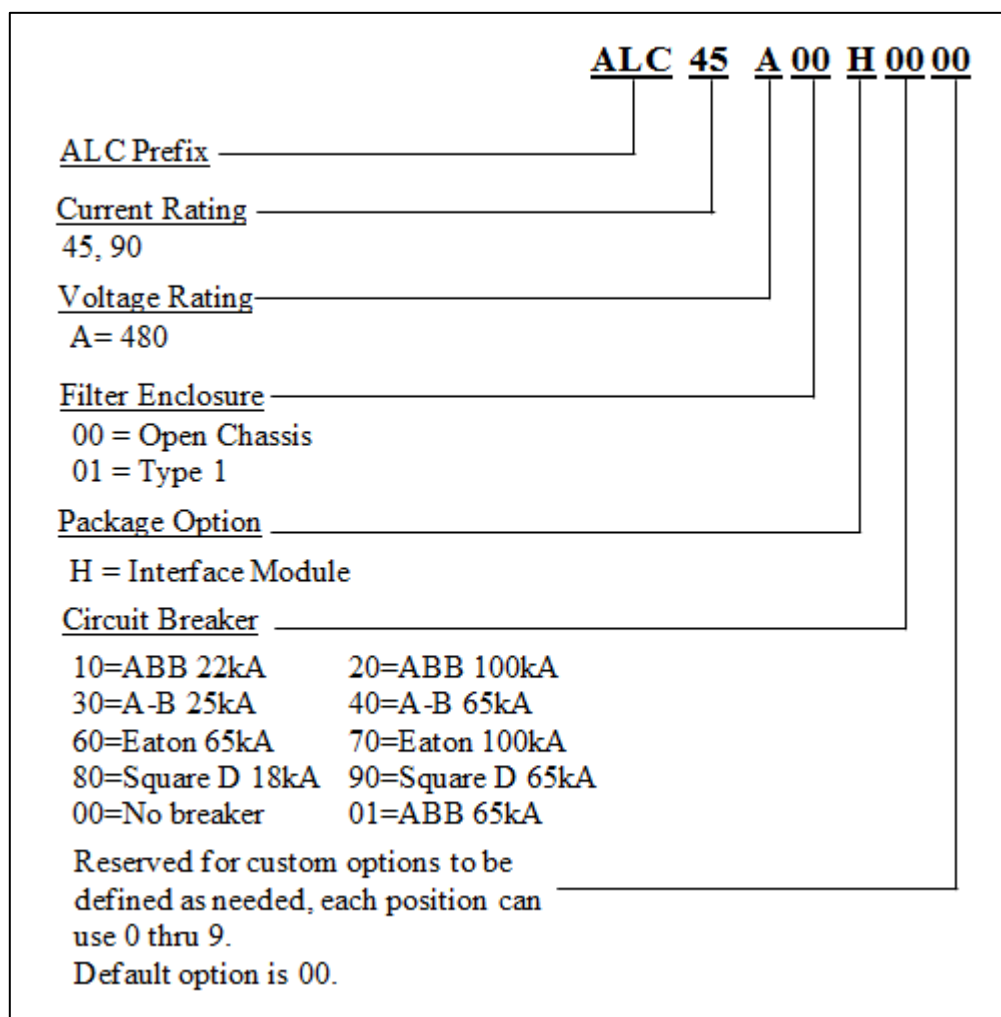 ALC 45 A 00 H 00 00
ALC Prefix
Current Rating
45, 90
Voltage Rating
A= 480
Filter Enclosure
00 = Open Chassis
01 = Type 1
Package Option
H = Interface Module
Circuit Breaker
10=ABB 22kA 20=ABB 100kA
30=A-B 25kA 40=A-B 65kA
60=Eaton 65kA 70=Eaton 100kA
80=Square D 18kA 90=Square D 65kA
00=No breaker 01=ABB 65kA
Reserved for custom options to be
defined as needed, each position can
use 0 thru 9.
Default option is 00.